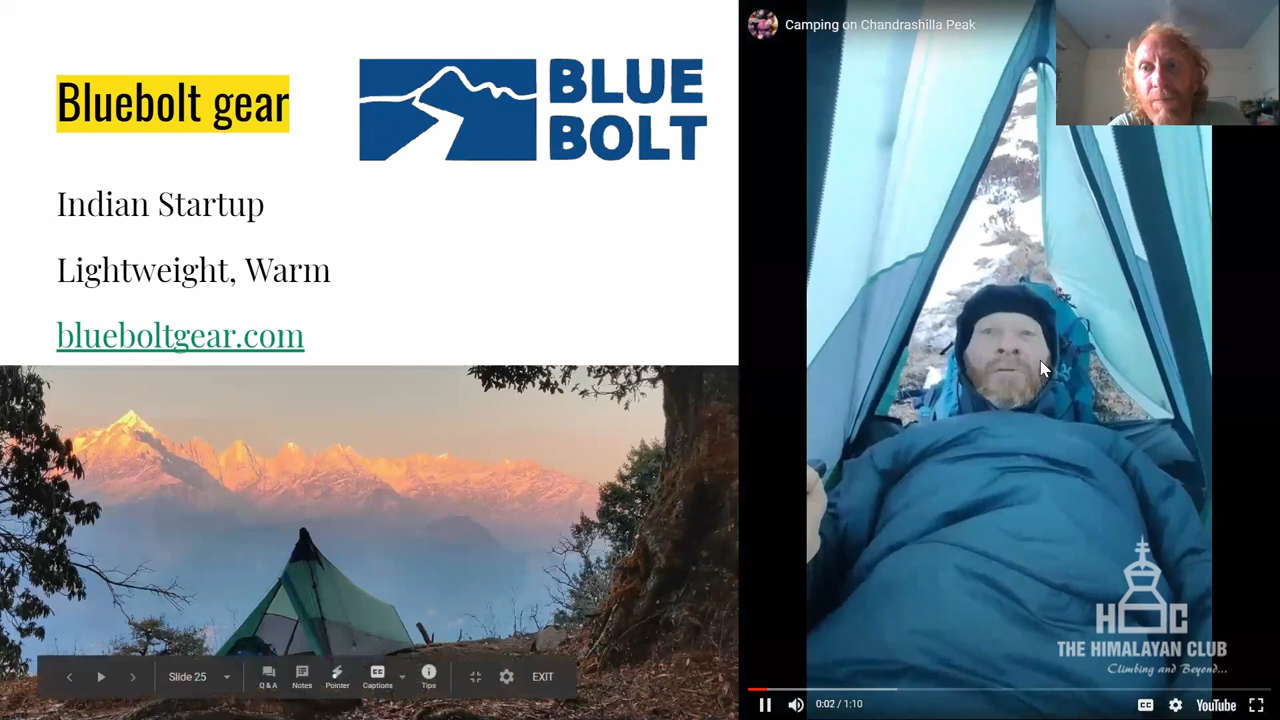 Bluebolt gear
BLUE
BOLT
Indian Startup
Lightweight, Warm
blueboltgear.com
Slide 25
Q & A
Notes
Pointer
Captions
Tips
EXIT
Camping on Chandrashilla Peak
HC
THE HIMALAYAN CLUB
Climbing and Beyond...
0:02 / 1:10
CC
YouTube